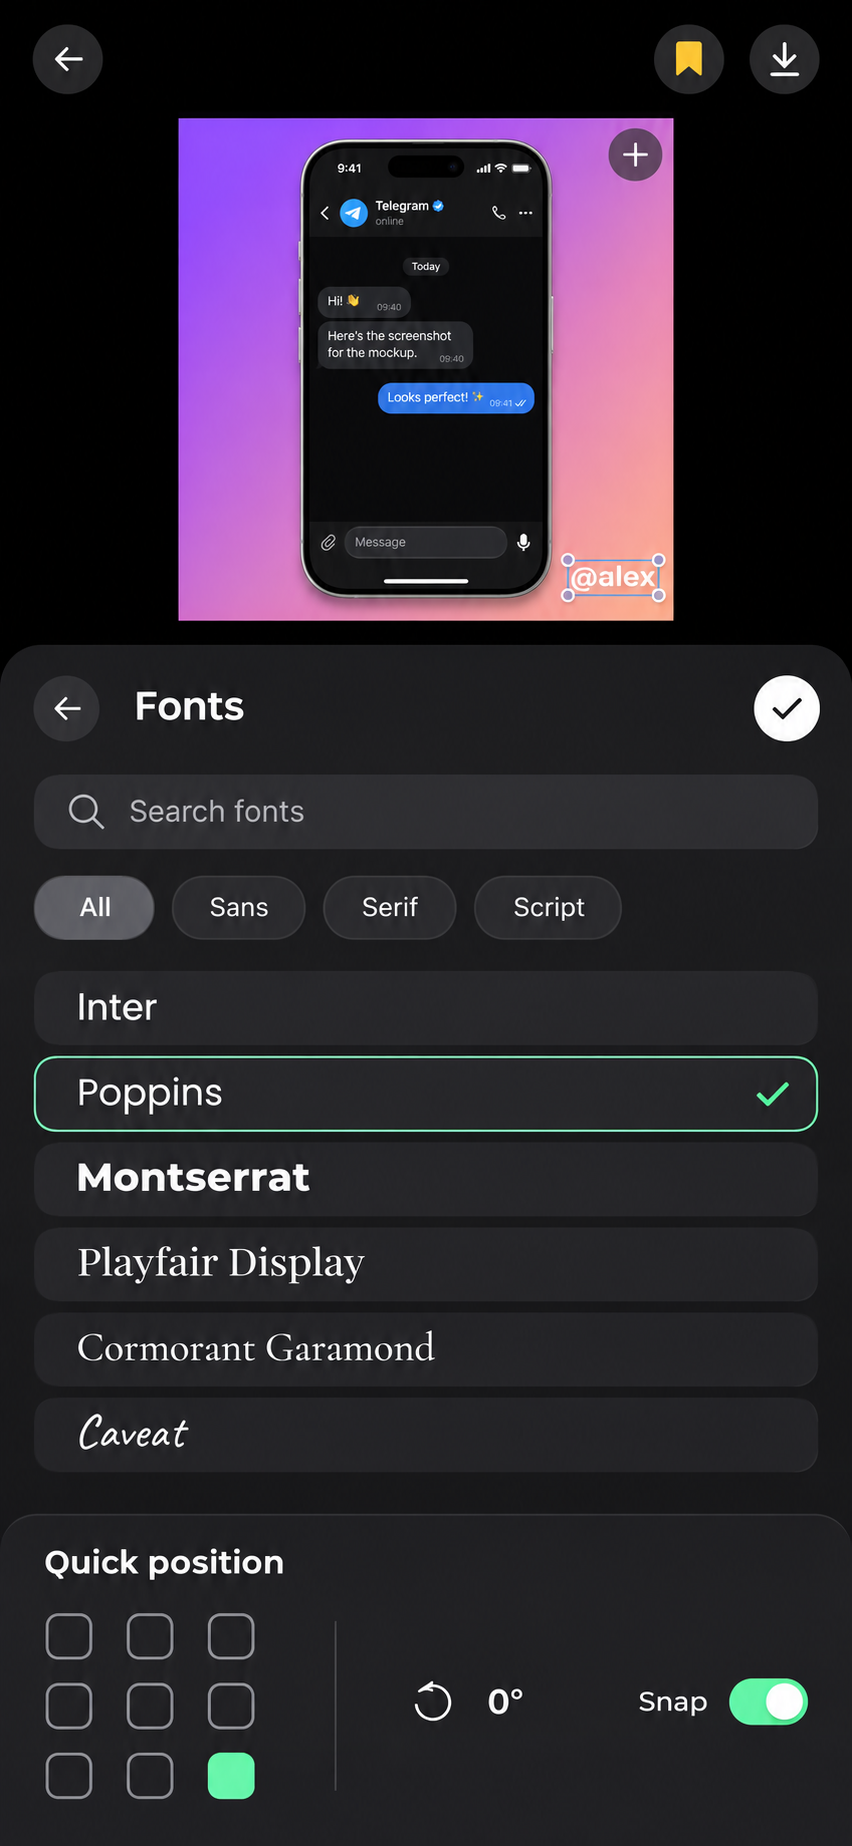 9:41
Telegram
online
Today
Hi! 👋 09:40
Here's the screenshot
for the mockup. 09:40
Looks perfect! ✨ 09:41
Message
@alex
Fonts
Search fonts
All Sans Serif Script
Inter
Poppins
Montserrat
Playfair Display
Cormorant Garamond
Caveat
Quick position
0° Snap